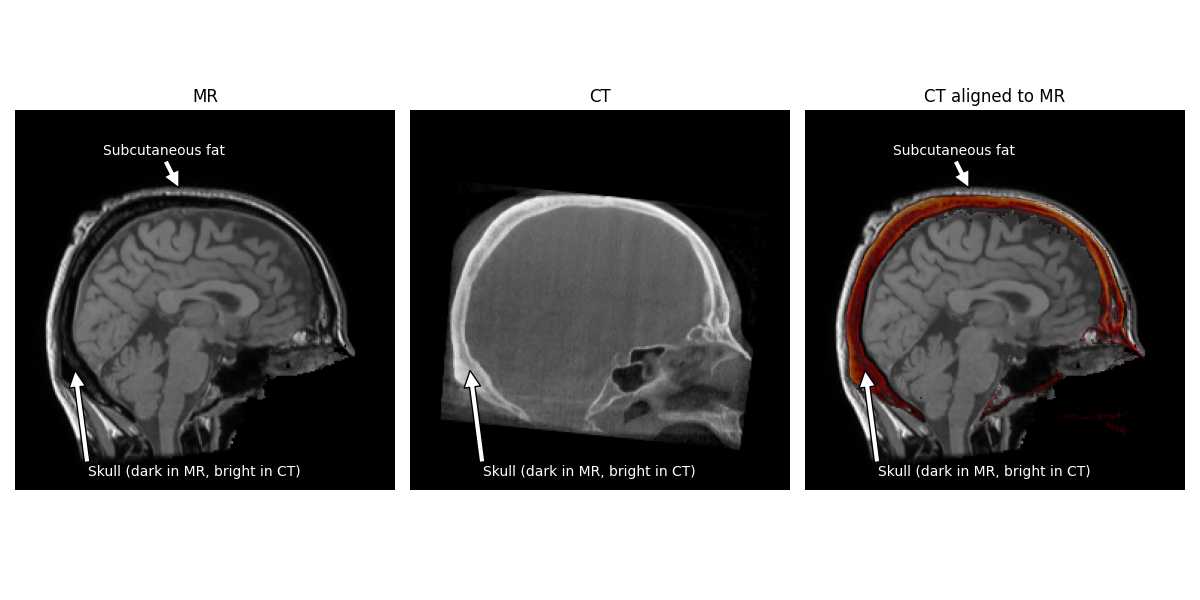 MR
CT
CT aligned to MR
Subcutaneous fat
Subcutaneous fat
Skull (dark in MR, bright in CT)
Skull (dark in MR, bright in CT)
Skull (dark in MR, bright in CT)